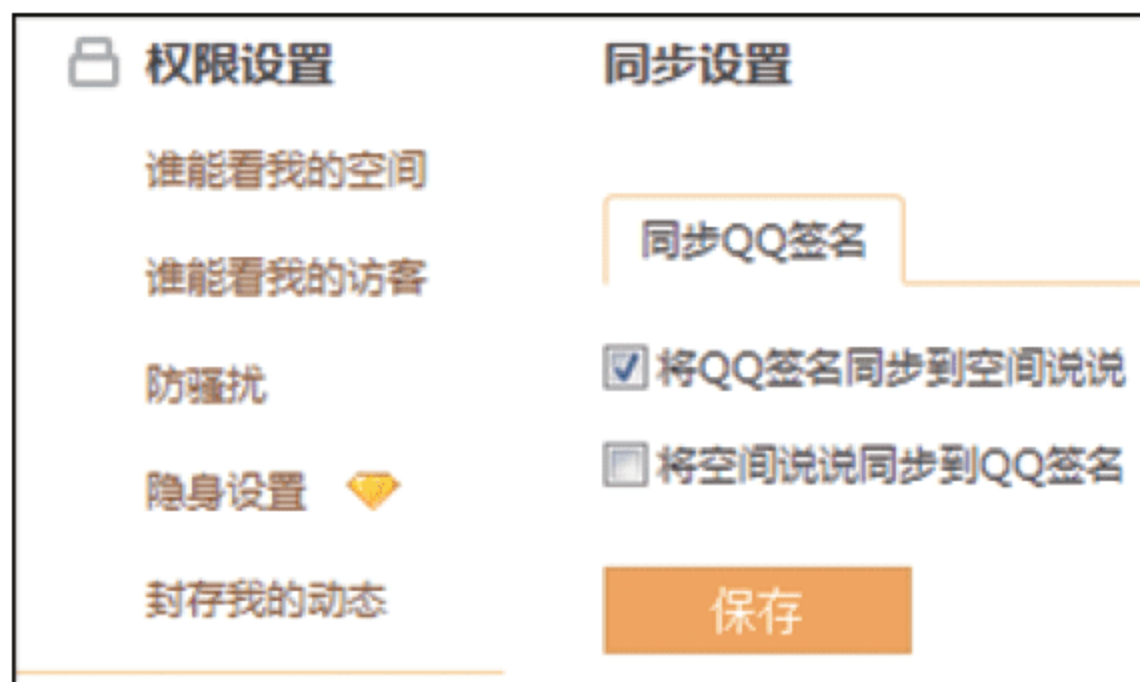 权限设置
谁能看我的空间
谁能看我的访客
防骚扰
隐身设置
封存我的动态
同步设置
同步QQ签名
将QQ签名同步到空间说说
将空间说说同步到QQ签名
保存